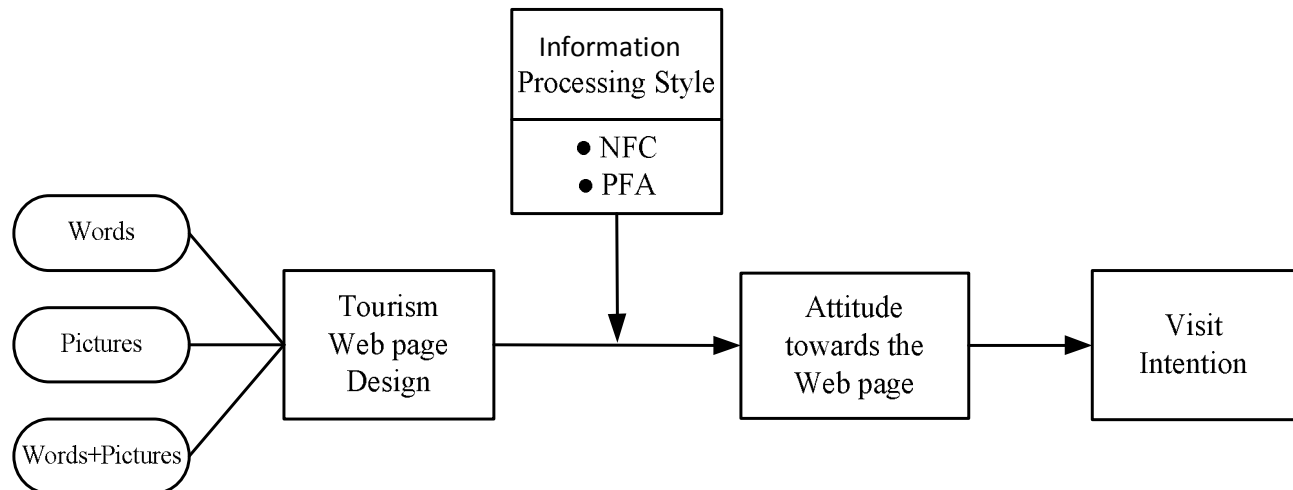 Information
Processing Style
● NFC
● PFA
Words
Pictures
Words+Pictures
Tourism
Web page
Design
Attitude
towards the
Web page
Visit
Intention